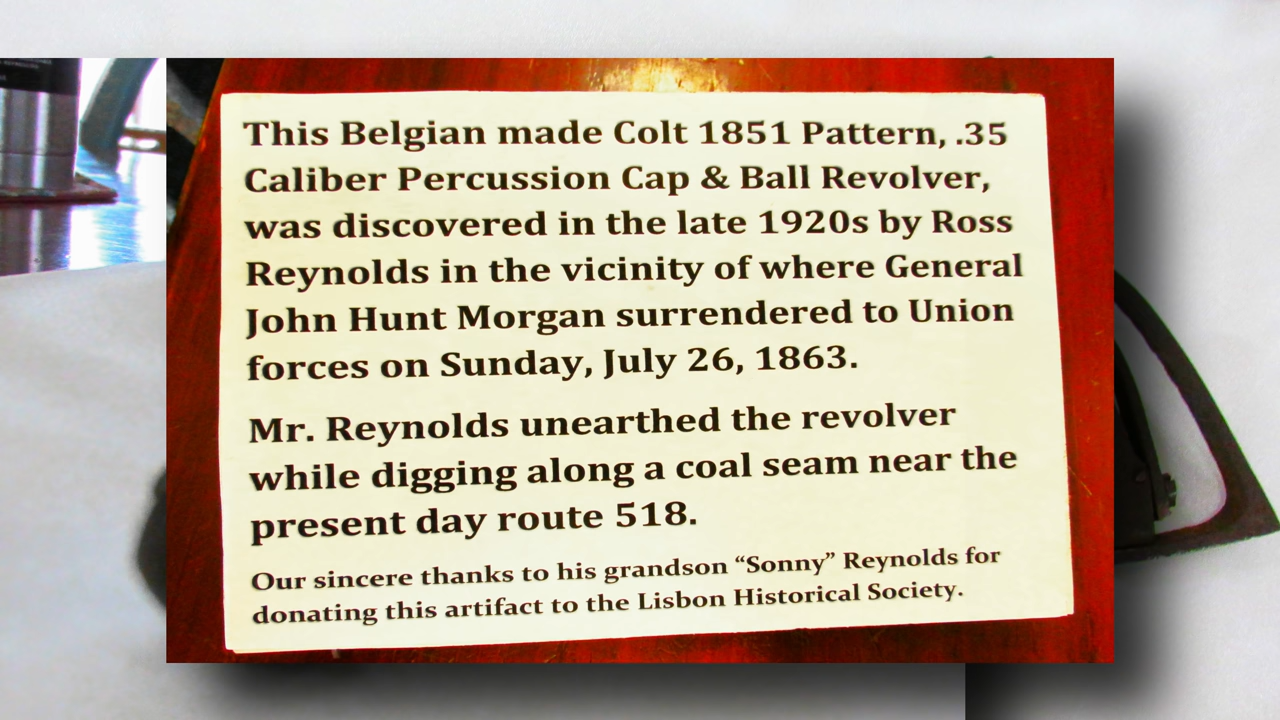 This Belgian made Colt 1851 Pattern, .35
Caliber Percussion Cap & Ball Revolver,
was discovered in the late 1920s by Ross
Reynolds in the vicinity of where General
John Hunt Morgan surrendered to Union
forces on Sunday, July 26, 1863.
Mr. Reynolds unearthed the revolver
while digging along a coal seam near the
present day route 518.
Our sincere thanks to his grandson “Sonny” Reynolds for
donating this artifact to the Lisbon Historical Society.